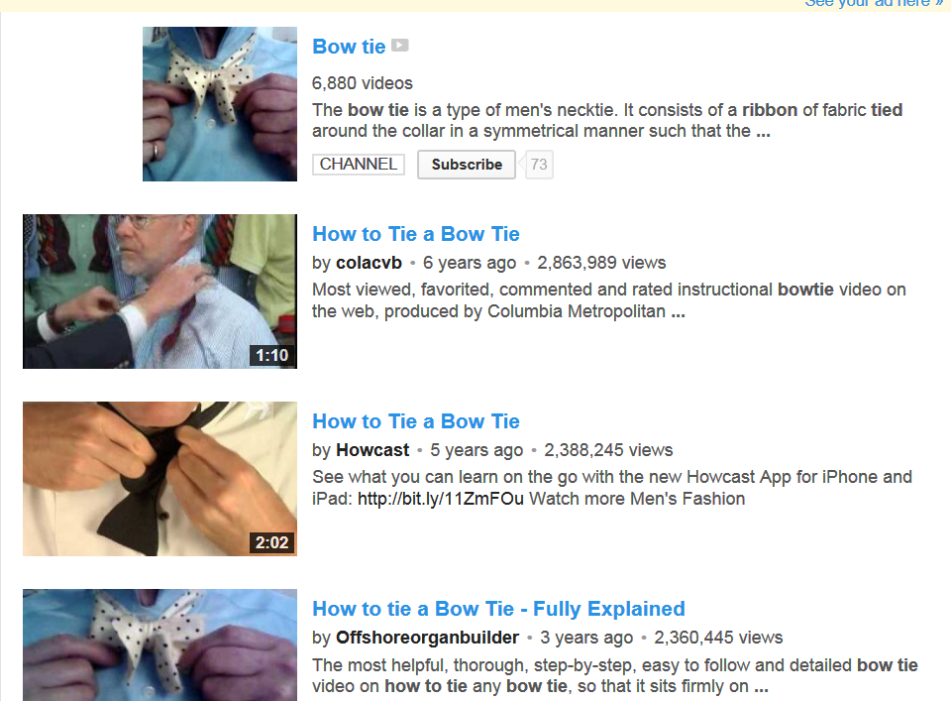 See your ad here »
Bow tie
6,880 videos
The bow tie is a type of men's necktie. It consists of a ribbon of fabric tied
around the collar in a symmetrical manner such that the ...
CHANNEL Subscribe 73
How to Tie a Bow Tie
by colacvb • 6 years ago • 2,863,989 views
Most viewed, favorited, commented and rated instructional bowtie video on
the web, produced by Columbia Metropolitan ...
1:10
How to Tie a Bow Tie
by Howcast • 5 years ago • 2,388,245 views
See what you can learn on the go with the new Howcast App for iPhone and
iPad: http://bit.ly/11ZmFOu Watch more Men's Fashion
2:02
How to tie a Bow Tie - Fully Explained
by Offshoreorganbuilder • 3 years ago • 2,360,445 views
The most helpful, thorough, step-by-step, easy to follow and detailed bow tie
video on how to tie any bow tie, so that it sits firmly on ...